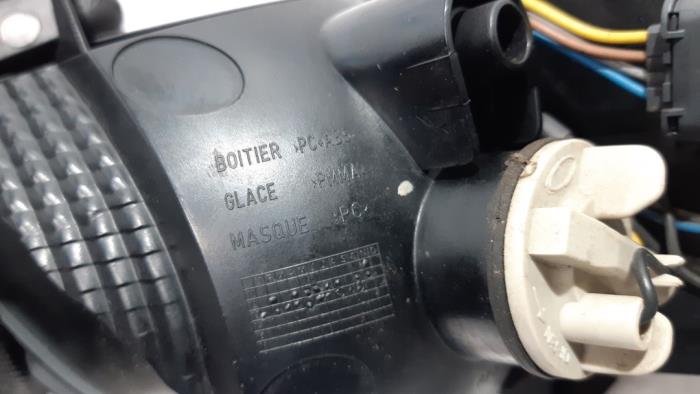 BOITIER >PC+ABS<
GLACE >PMMA<
MASQUE >PC<